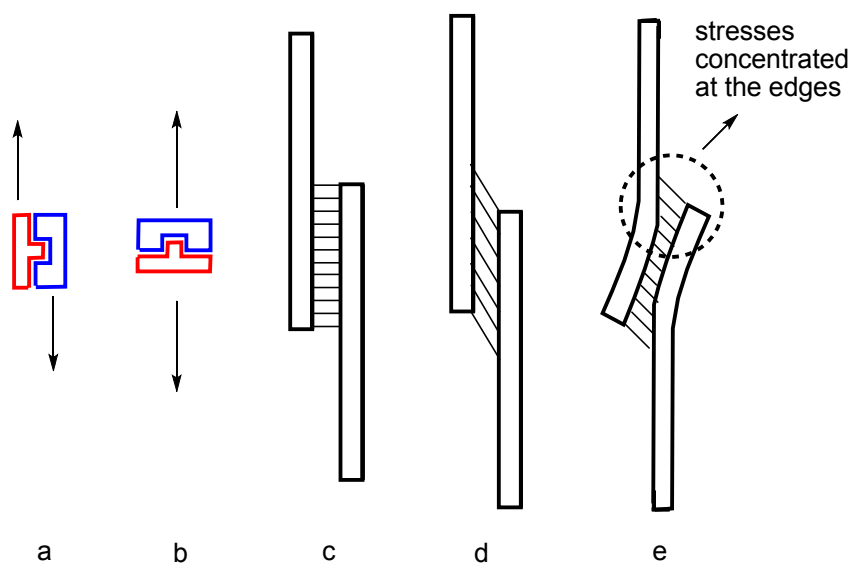 stresses
concentrated
at the edges
a
b
c
d
e